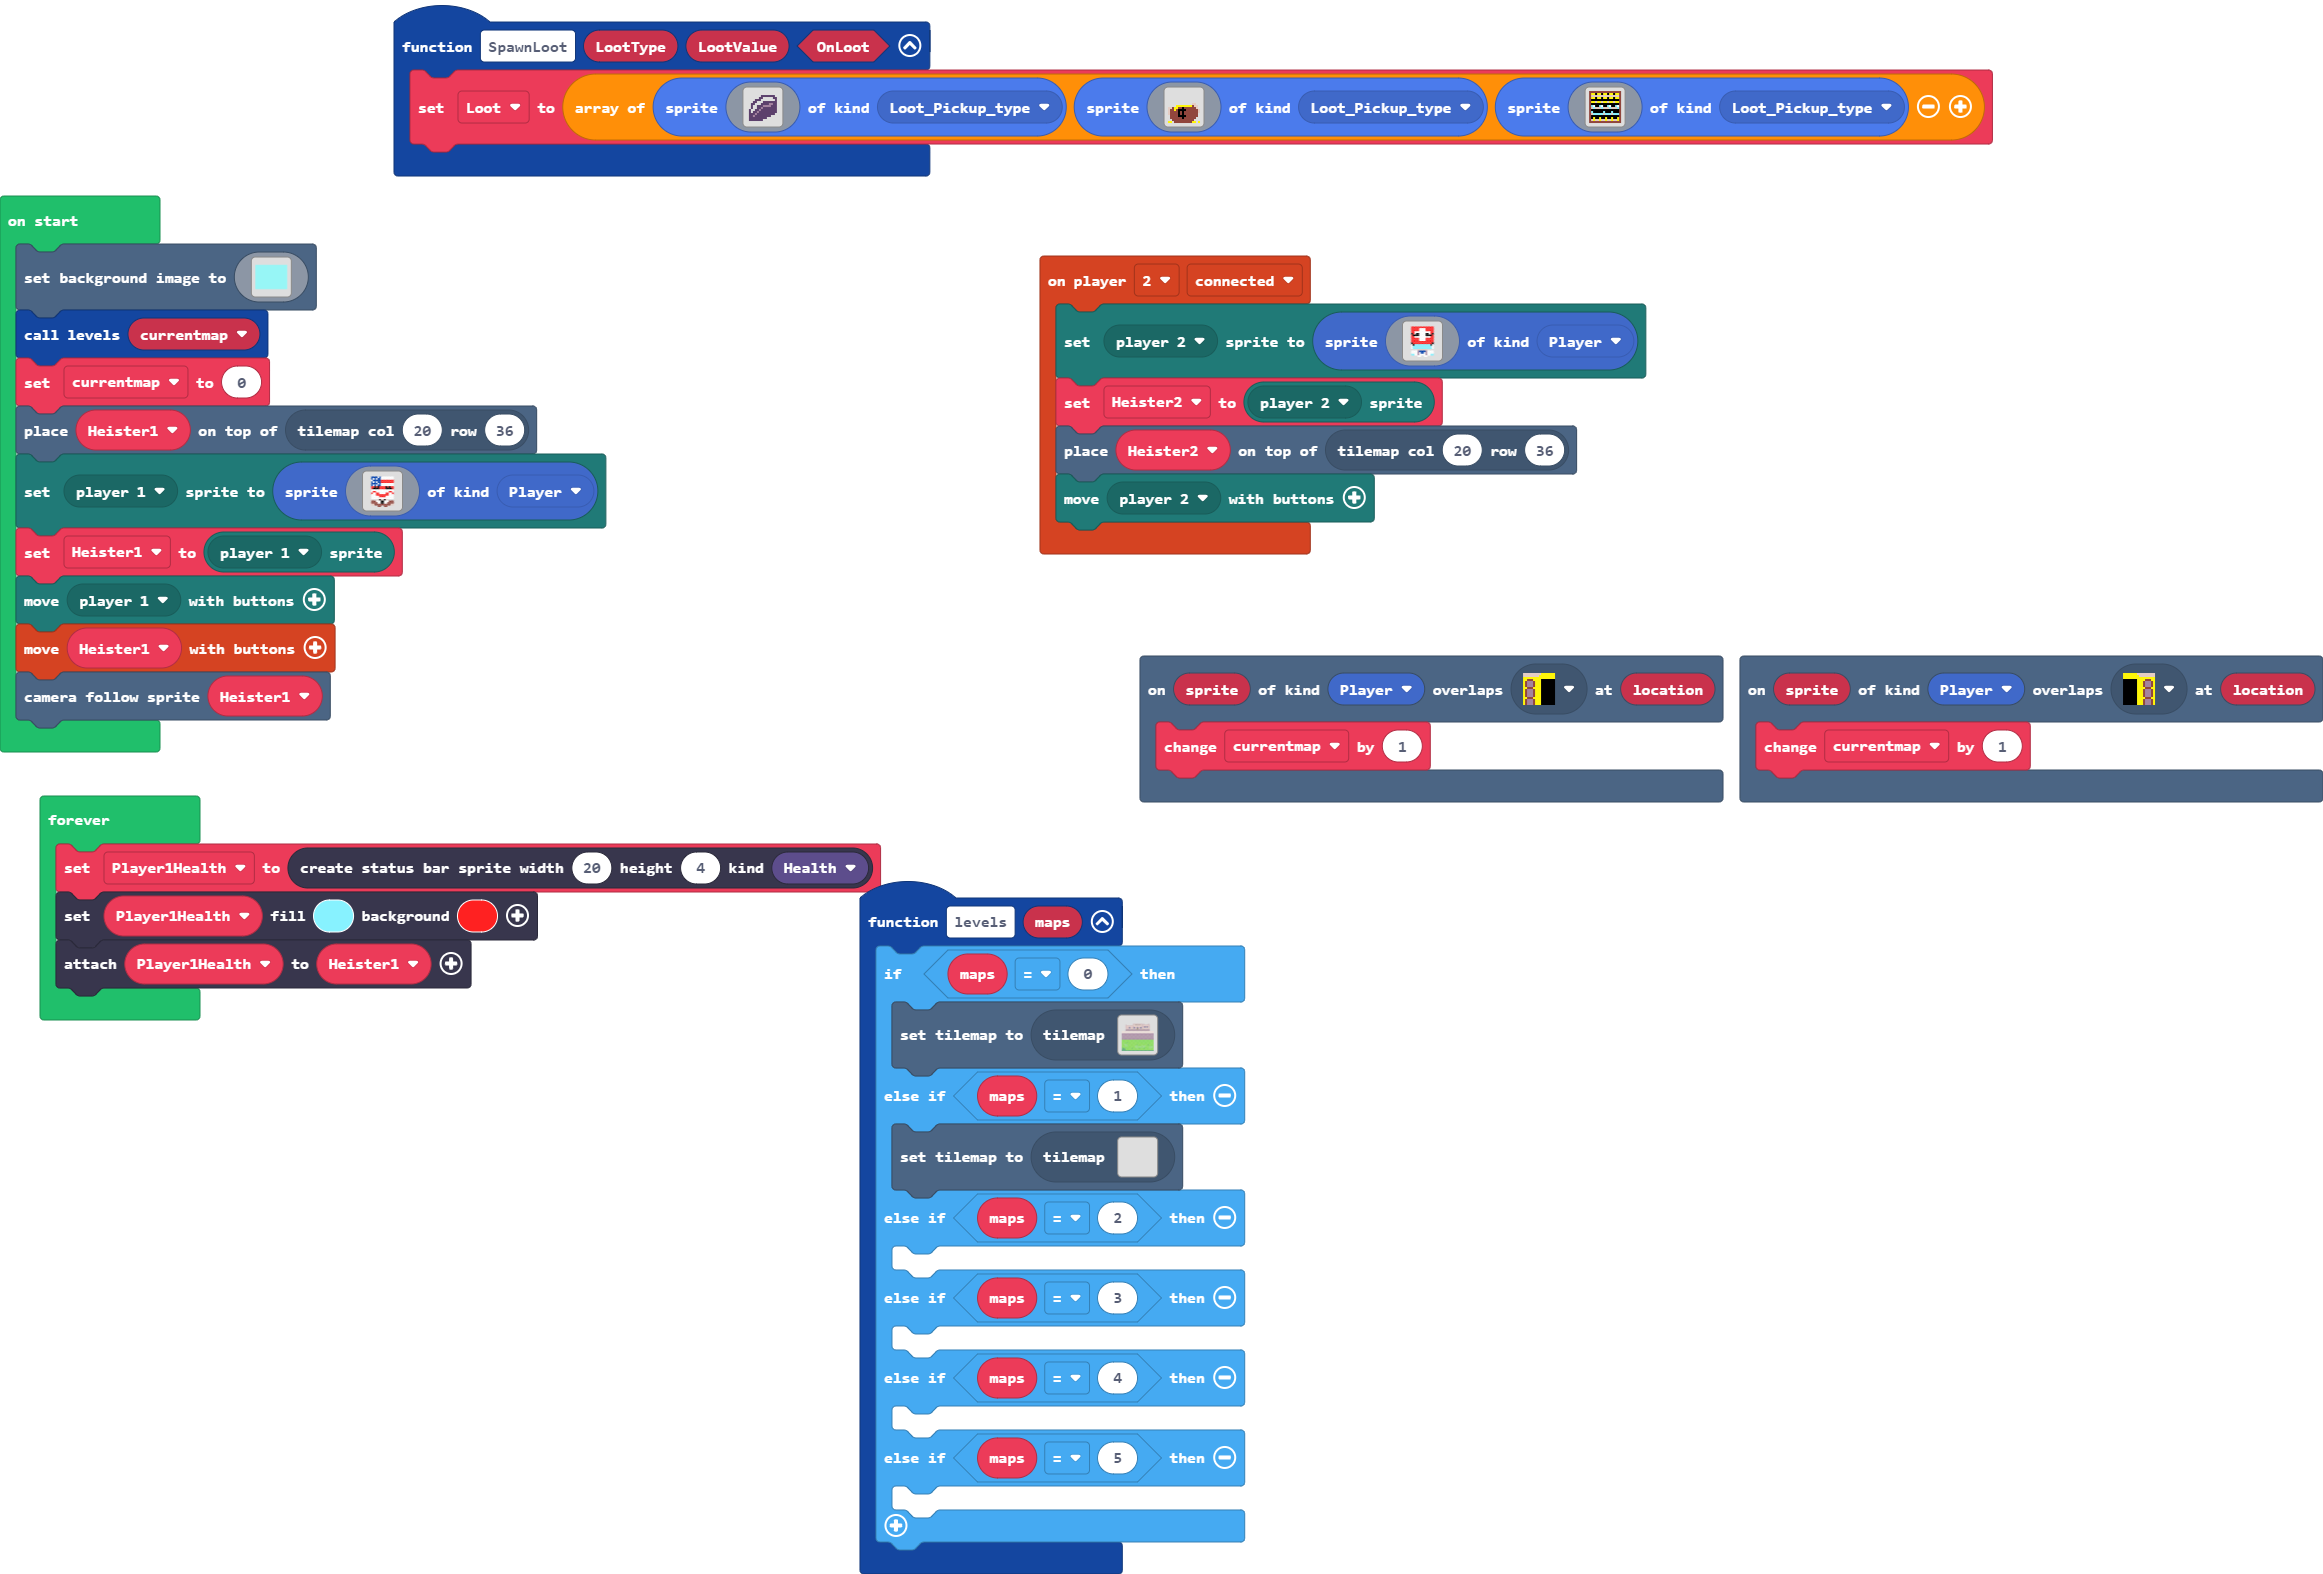 function SpawnLoot LootType LootValue OnLoot
set Loot to array of sprite of kind Loot_Pickup_type sprite of kind Loot_Pickup_type sprite of kind Loot_Pickup_type
on start
set background image to
call levels currentmap
set currentmap to 0
place Heister1 on top of tilemap col 20 row 36
set player 1 sprite to sprite of kind Player
set Heister1 to player 1 sprite
move player 1 with buttons
move Heister1 with buttons
camera follow sprite Heister1
on player 2 connected
set player 2 sprite to sprite of kind Player
set Heister2 to player 2 sprite
place Heister2 on top of tilemap col 20 row 36
move player 2 with buttons
on sprite of kind Player overlaps at location
change currentmap by 1
on sprite of kind Player overlaps at location
change currentmap by 1
forever
set Player1Health to create status bar sprite width 20 height 4 kind Health
set Player1Health fill background
attach Player1Health to Heister1
function levels maps
if maps = 0 then
set tilemap to tilemap
else if maps = 1 then
set tilemap to tilemap
else if maps = 2 then
else if maps = 3 then
else if maps = 4 then
else if maps = 5 then